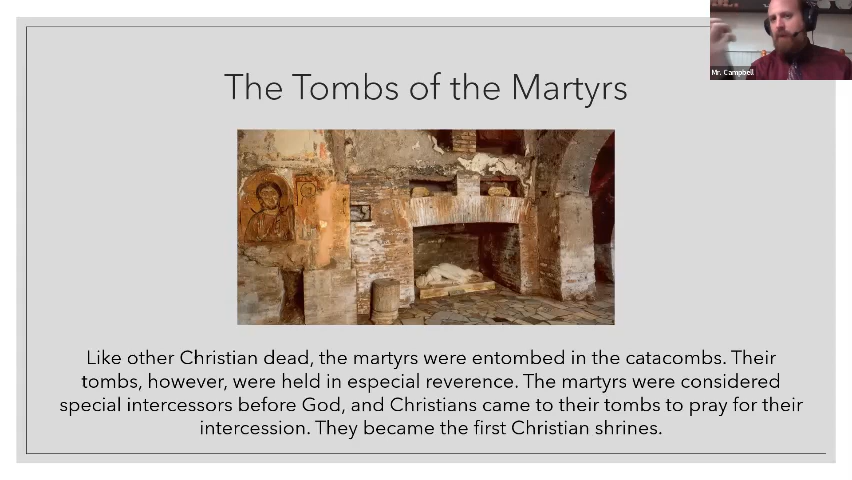 Mr. Campbell
The Tombs of the Martyrs
Like other Christian dead, the martyrs were entombed in the catacombs. Their
tombs, however, were held in especial reverence. The martyrs were considered
special intercessors before God, and Christians came to their tombs to pray for their
intercession. They became the first Christian shrines.